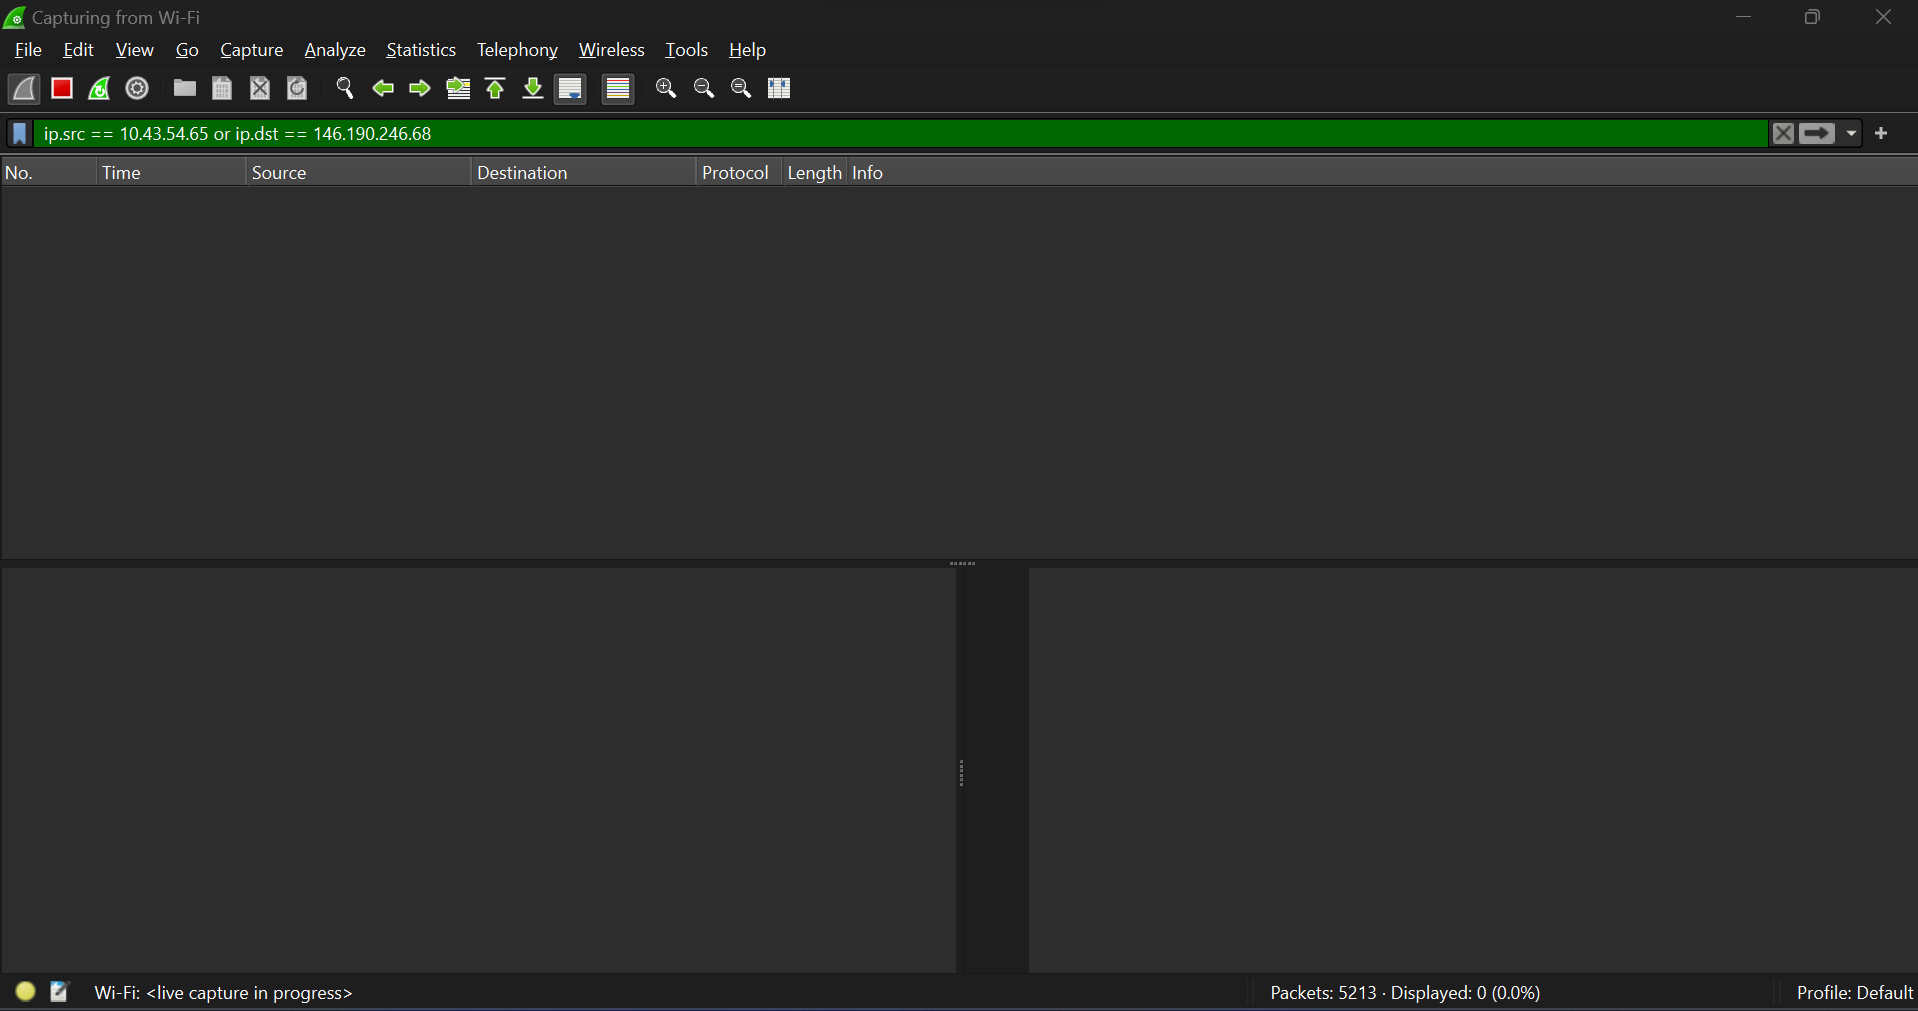 Capturing from Wi-Fi
File Edit View Go Capture Analyze Statistics Telephony Wireless Tools Help
ip.src == 10.43.54.65 or ip.dst == 146.190.246.68
No. Time Source Destination Protocol Length Info
Wi-Fi: <live capture in progress> Packets: 5213 · Displayed: 0 (0.0%) Profile: Default